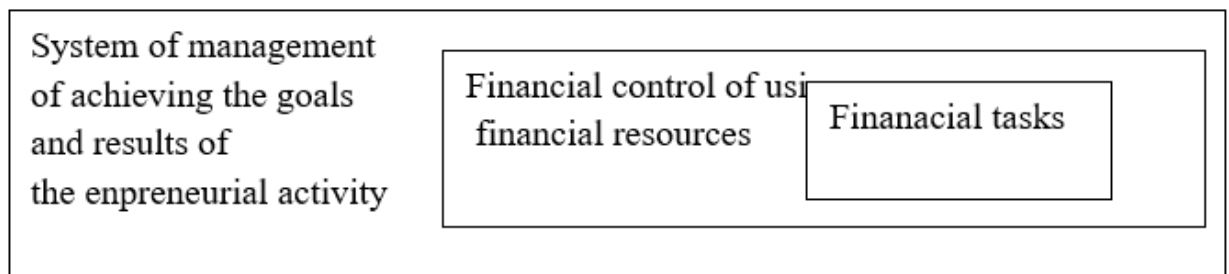 System of management
of achieving the goals
and results of
the enpreneurial activity
Financial control of usi
financial resources
Finanacial tasks